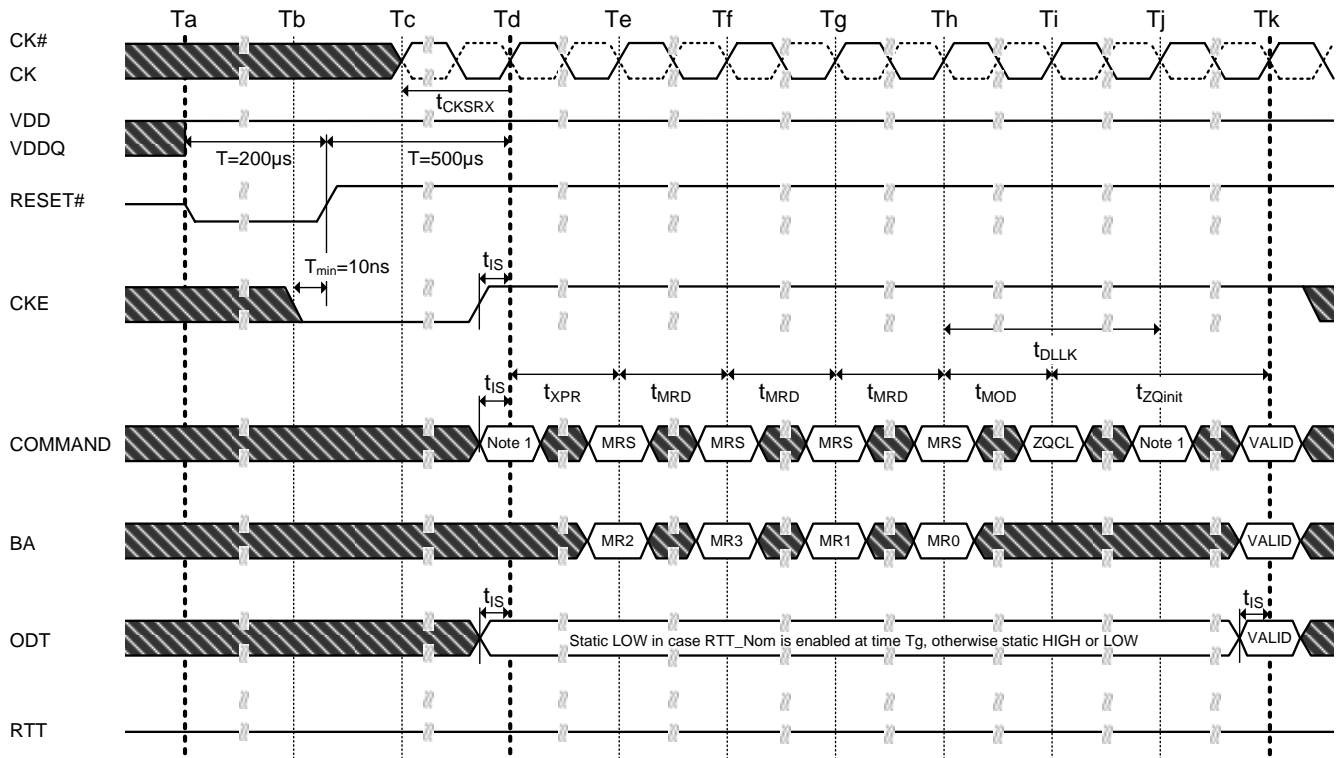 Ta Tb Tc Td Te Tf Tg Th Ti Tj Tk
CK#
CK
tCKSRX
VDD
VDDQ
T=200µs T=500µs
RESET#
Tmin=10ns
tIS
CKE
tDLLK
tIS
tXPR tMRD tMRD tMRD tMOD tZQinit
COMMAND Note 1 MRS MRS MRS MRS ZQCL Note 1 VALID
BA MR2 MR3 MR1 MR0 VALID
tIS tIS
ODT Static LOW in case RTT_Nom is enabled at time Tg, otherwise static HIGH or LOW VALID
RTT